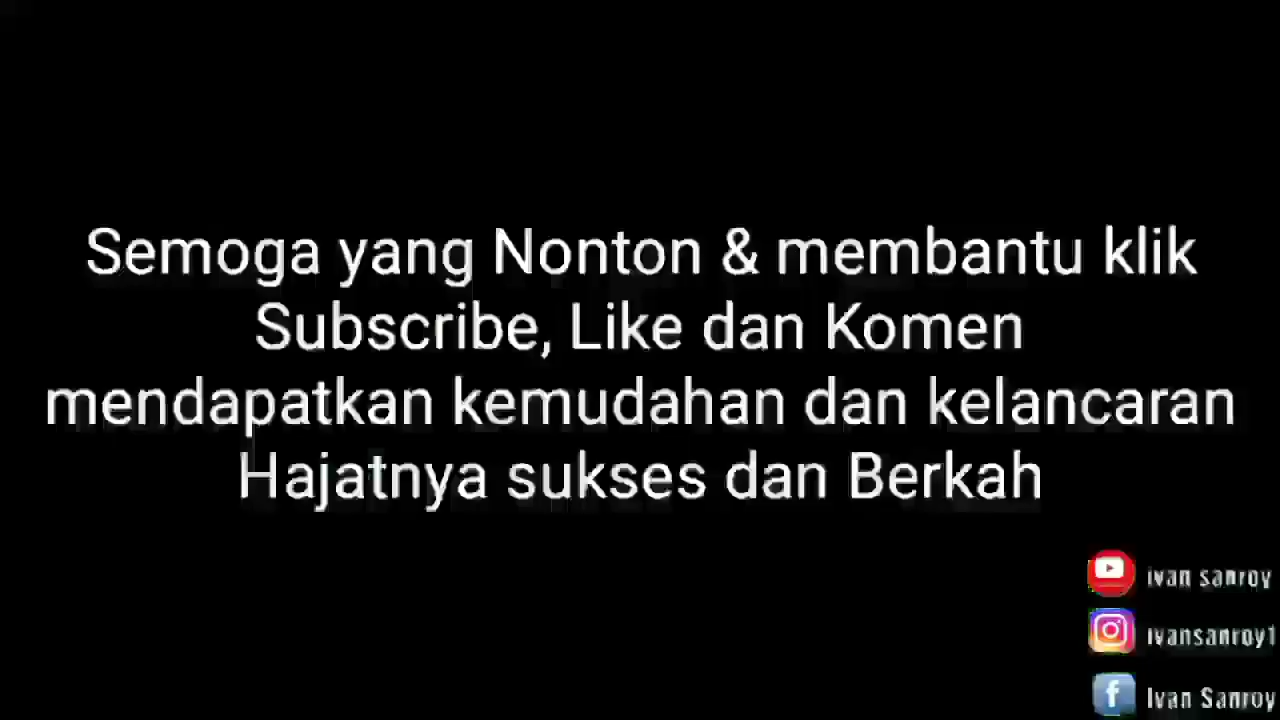 Semoga yang Nonton & membantu klik
Subscribe, Like dan Komen
mendapatkan kemudahan dan kelancaran
Hajatnya sukses dan Berkah
ivan sanroy
ivansanroy1
Ivan Sanroy